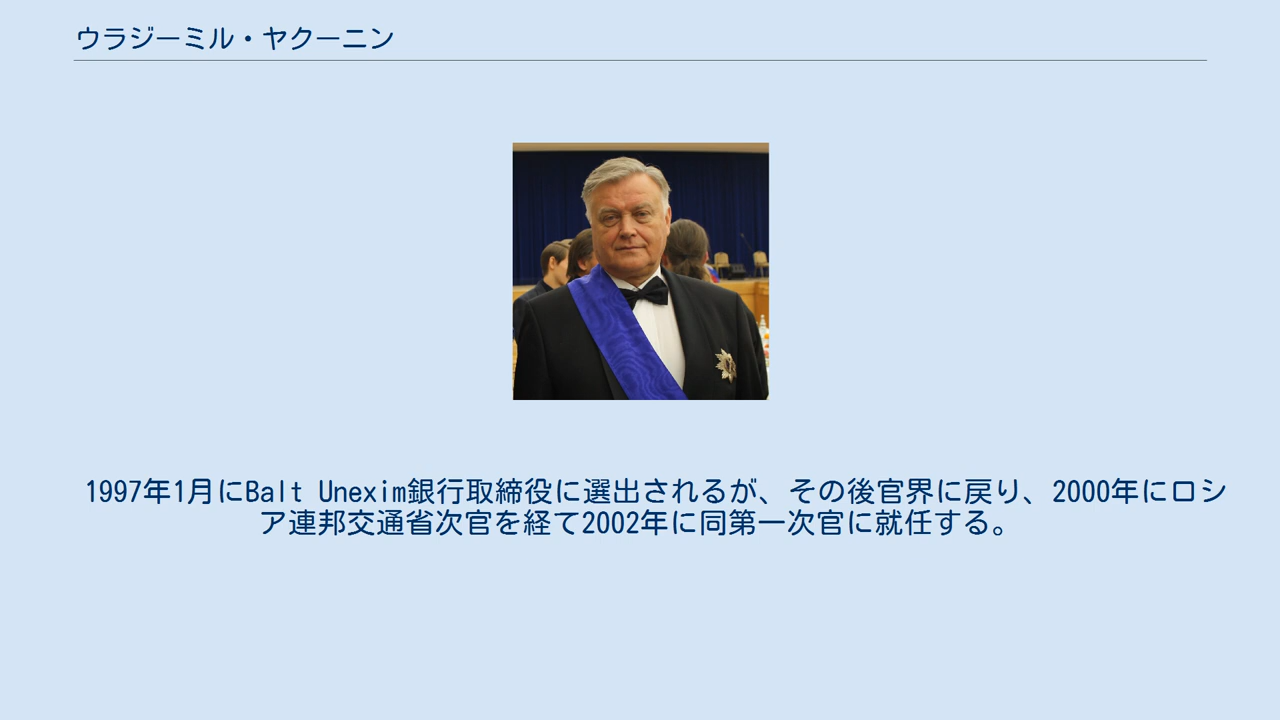 ウラジーミル・ヤクーニン
1997年1月にBalt Unexim銀行取締役に選出されるが、その後官界に戻り、2000年にロシ
ア連邦交通省次官を経て2002年に同第一次官に就任する。